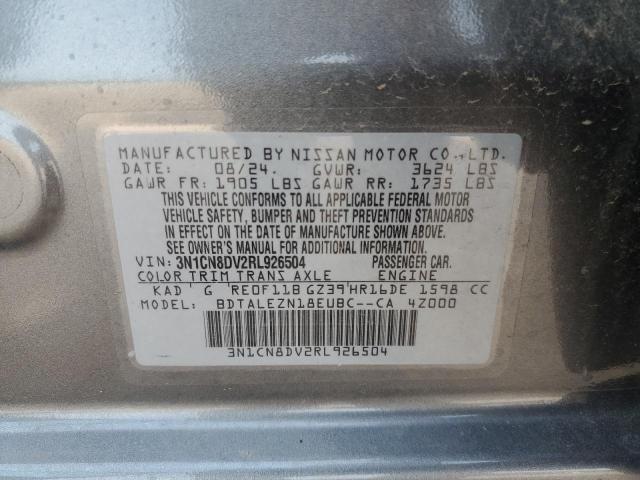 MANUFACTURED BY NISSAN MOTOR CO., LTD.
DATE: 08/24. GVWR: 3624 LBS
GAWR FR: 1905 LBS GAWR RR: 1735 LBS
THIS VEHICLE CONFORMS TO ALL APPLICABLE FEDERAL MOTOR
VEHICLE SAFETY, BUMPER AND THEFT PREVENTION STANDARDS
IN EFFECT ON THE DATE OF MANUFACTURE SHOWN ABOVE.
SEE OWNER'S MANUAL FOR ADDITIONAL INFORMATION.
VIN: 3N1CN8DV2RL926504 PASSENGER CAR.
COLOR TRIM TRANS AXLE ENGINE
KAD G RE0F11B GZ39 HR16DE 1598 CC
MODEL: BDTALEZN18EUBC--CA 4Z000
3N1CN8DV2RL926504